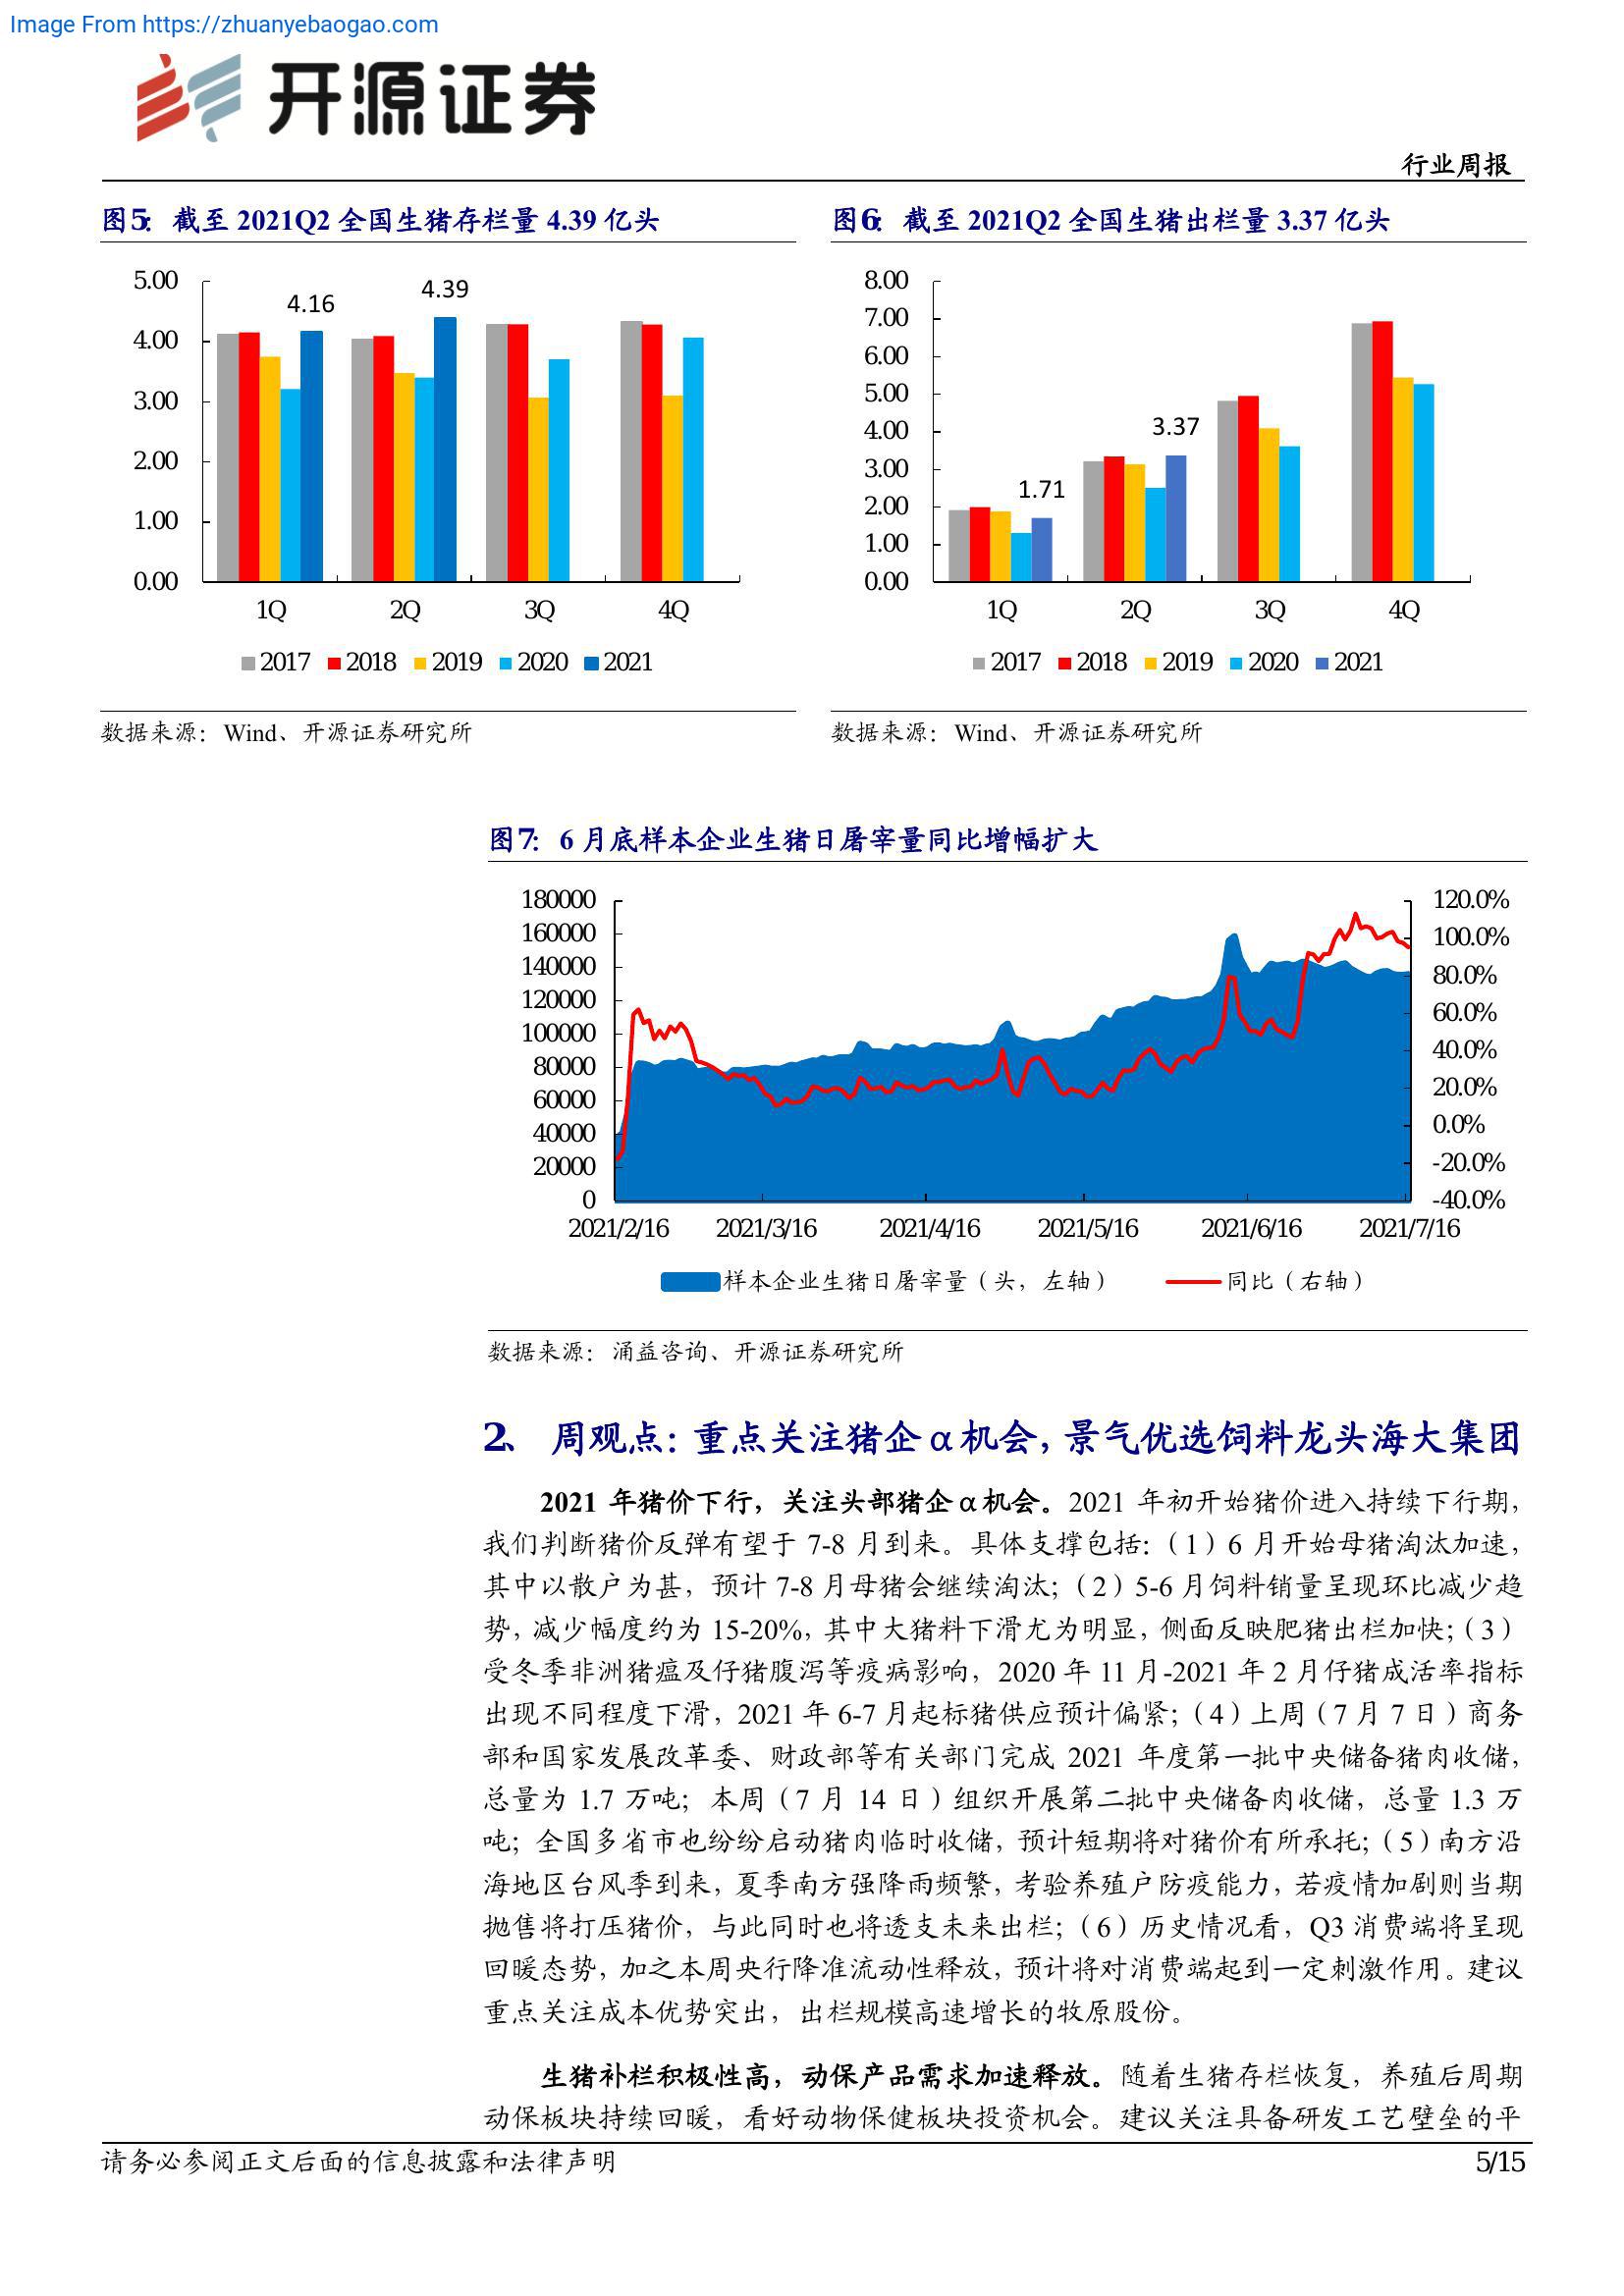 Image From https://zhuanyebaogao.com
开源证券
行业周报
图5： 截至 2021Q2 全国生猪存栏量 4.39 亿头
5.00
4.00
3.00
2.00
1.00
0.00
4.16
4.39
1Q 2Q 3Q 4Q
2017 2018 2019 2020 2021
数据来源：Wind、开源证券研究所
图6： 截至 2021Q2 全国生猪出栏量 3.37 亿头
8.00
7.00
6.00
5.00
4.00
3.00
2.00
1.00
0.00
1.71
3.37
1Q 2Q 3Q 4Q
2017 2018 2019 2020 2021
数据来源：Wind、开源证券研究所
图7： 6 月底样本企业生猪日屠宰量同比增幅扩大
180000
160000
140000
120000
100000
80000
60000
40000
20000
0
120.0%
100.0%
80.0%
60.0%
40.0%
20.0%
0.0%
-20.0%
-40.0%
2021/2/16 2021/3/16 2021/4/16 2021/5/16 2021/6/16 2021/7/16
样本企业生猪日屠宰量（头，左轴） 同比（右轴）
数据来源：涌益咨询、开源证券研究所
2、 周观点：重点关注猪企α机会，景气优选饲料龙头海大集团
2021 年猪价下行，关注头部猪企α机会。2021 年初开始猪价进入持续下行期，
我们判断猪价反弹有望于 7-8 月到来。具体支撑包括：（1）6 月开始母猪淘汰加速，
其中以散户为甚，预计 7-8 月母猪会继续淘汰；（2）5-6 月饲料销量呈现环比减少趋
势，减少幅度约为 15-20%，其中大猪料下滑尤为明显，侧面反映肥猪出栏加快；（3）
受冬季非洲猪瘟及仔猪腹泻等疫病影响，2020 年 11 月-2021 年 2 月仔猪成活率指标
出现不同程度下滑，2021 年 6-7 月起标猪供应预计偏紧；（4）上周（7 月 7 日）商务
部和国家发展改革委、财政部等有关部门完成 2021 年度第一批中央储备猪肉收储，
总量为 1.7 万吨；本周（7 月 14 日）组织开展第二批中央储备肉收储，总量 1.3 万
吨；全国多省市也纷纷启动猪肉临时收储，预计短期将对猪价有所承托；（5）南方沿
海地区台风季到来，夏季南方强降雨频繁，考验养殖户防疫能力，若疫情加剧则当期
抛售将打压猪价，与此同时也将透支未来出栏；（6）历史情况看，Q3 消费端将呈现
回暖态势，加之本周央行降准流动性释放，预计将对消费端起到一定刺激作用。建议
重点关注成本优势突出，出栏规模高速增长的牧原股份。
生猪补栏积极性高，动保产品需求加速释放。随着生猪存栏恢复，养殖后周期
动保板块持续回暖，看好动物保健板块投资机会。建议关注具备研发工艺壁垒的平
请务必参阅正文后面的信息披露和法律声明
5/15